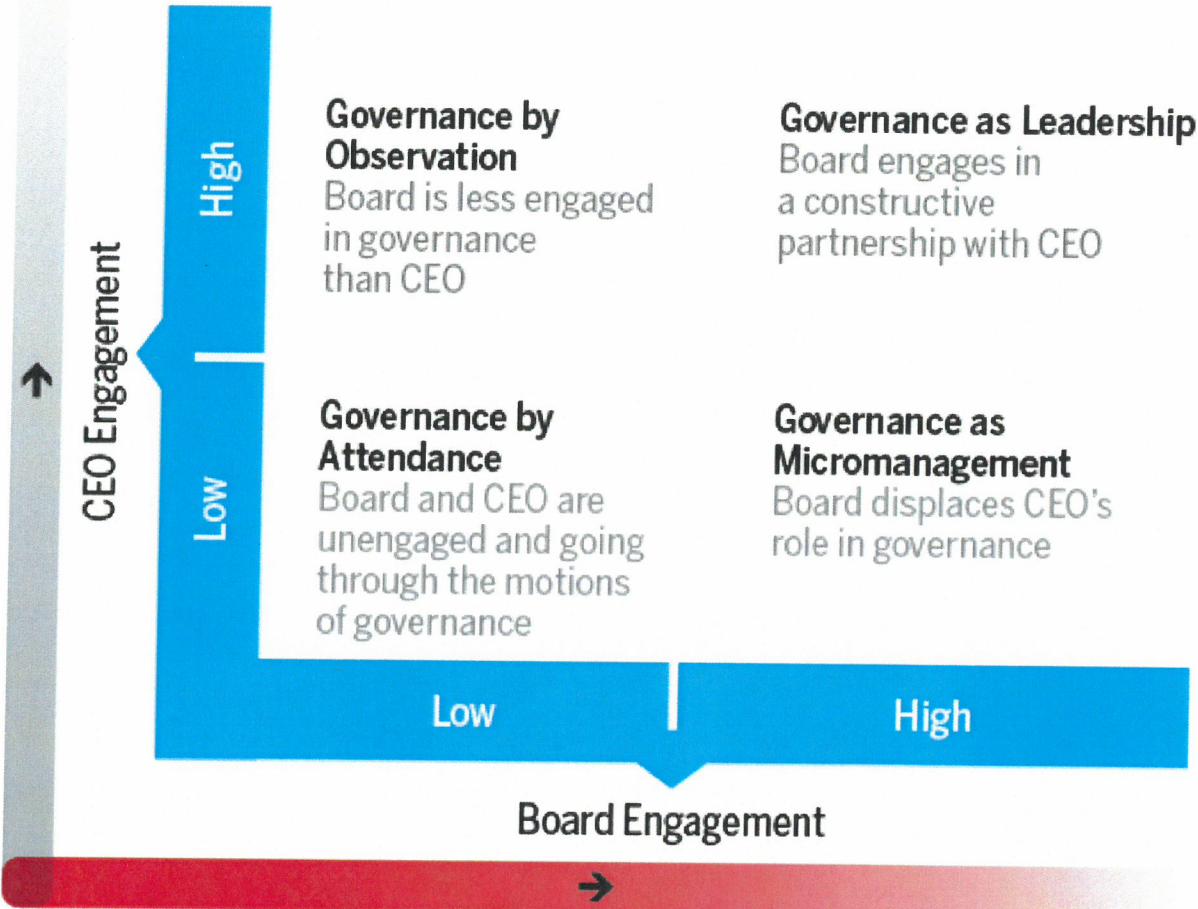 High
Governance by
Observation
Board is less engaged
in governance
than CEO
Governance as Leadership
Board engages in
a constructive
partnership with CEO
CEO Engagement
Low
Governance by
Attendance
Board and CEO are
unengaged and going
through the motions
of governance
Governance as
Micromanagement
Board displaces CEO's
role in governance
Low
High
Board Engagement